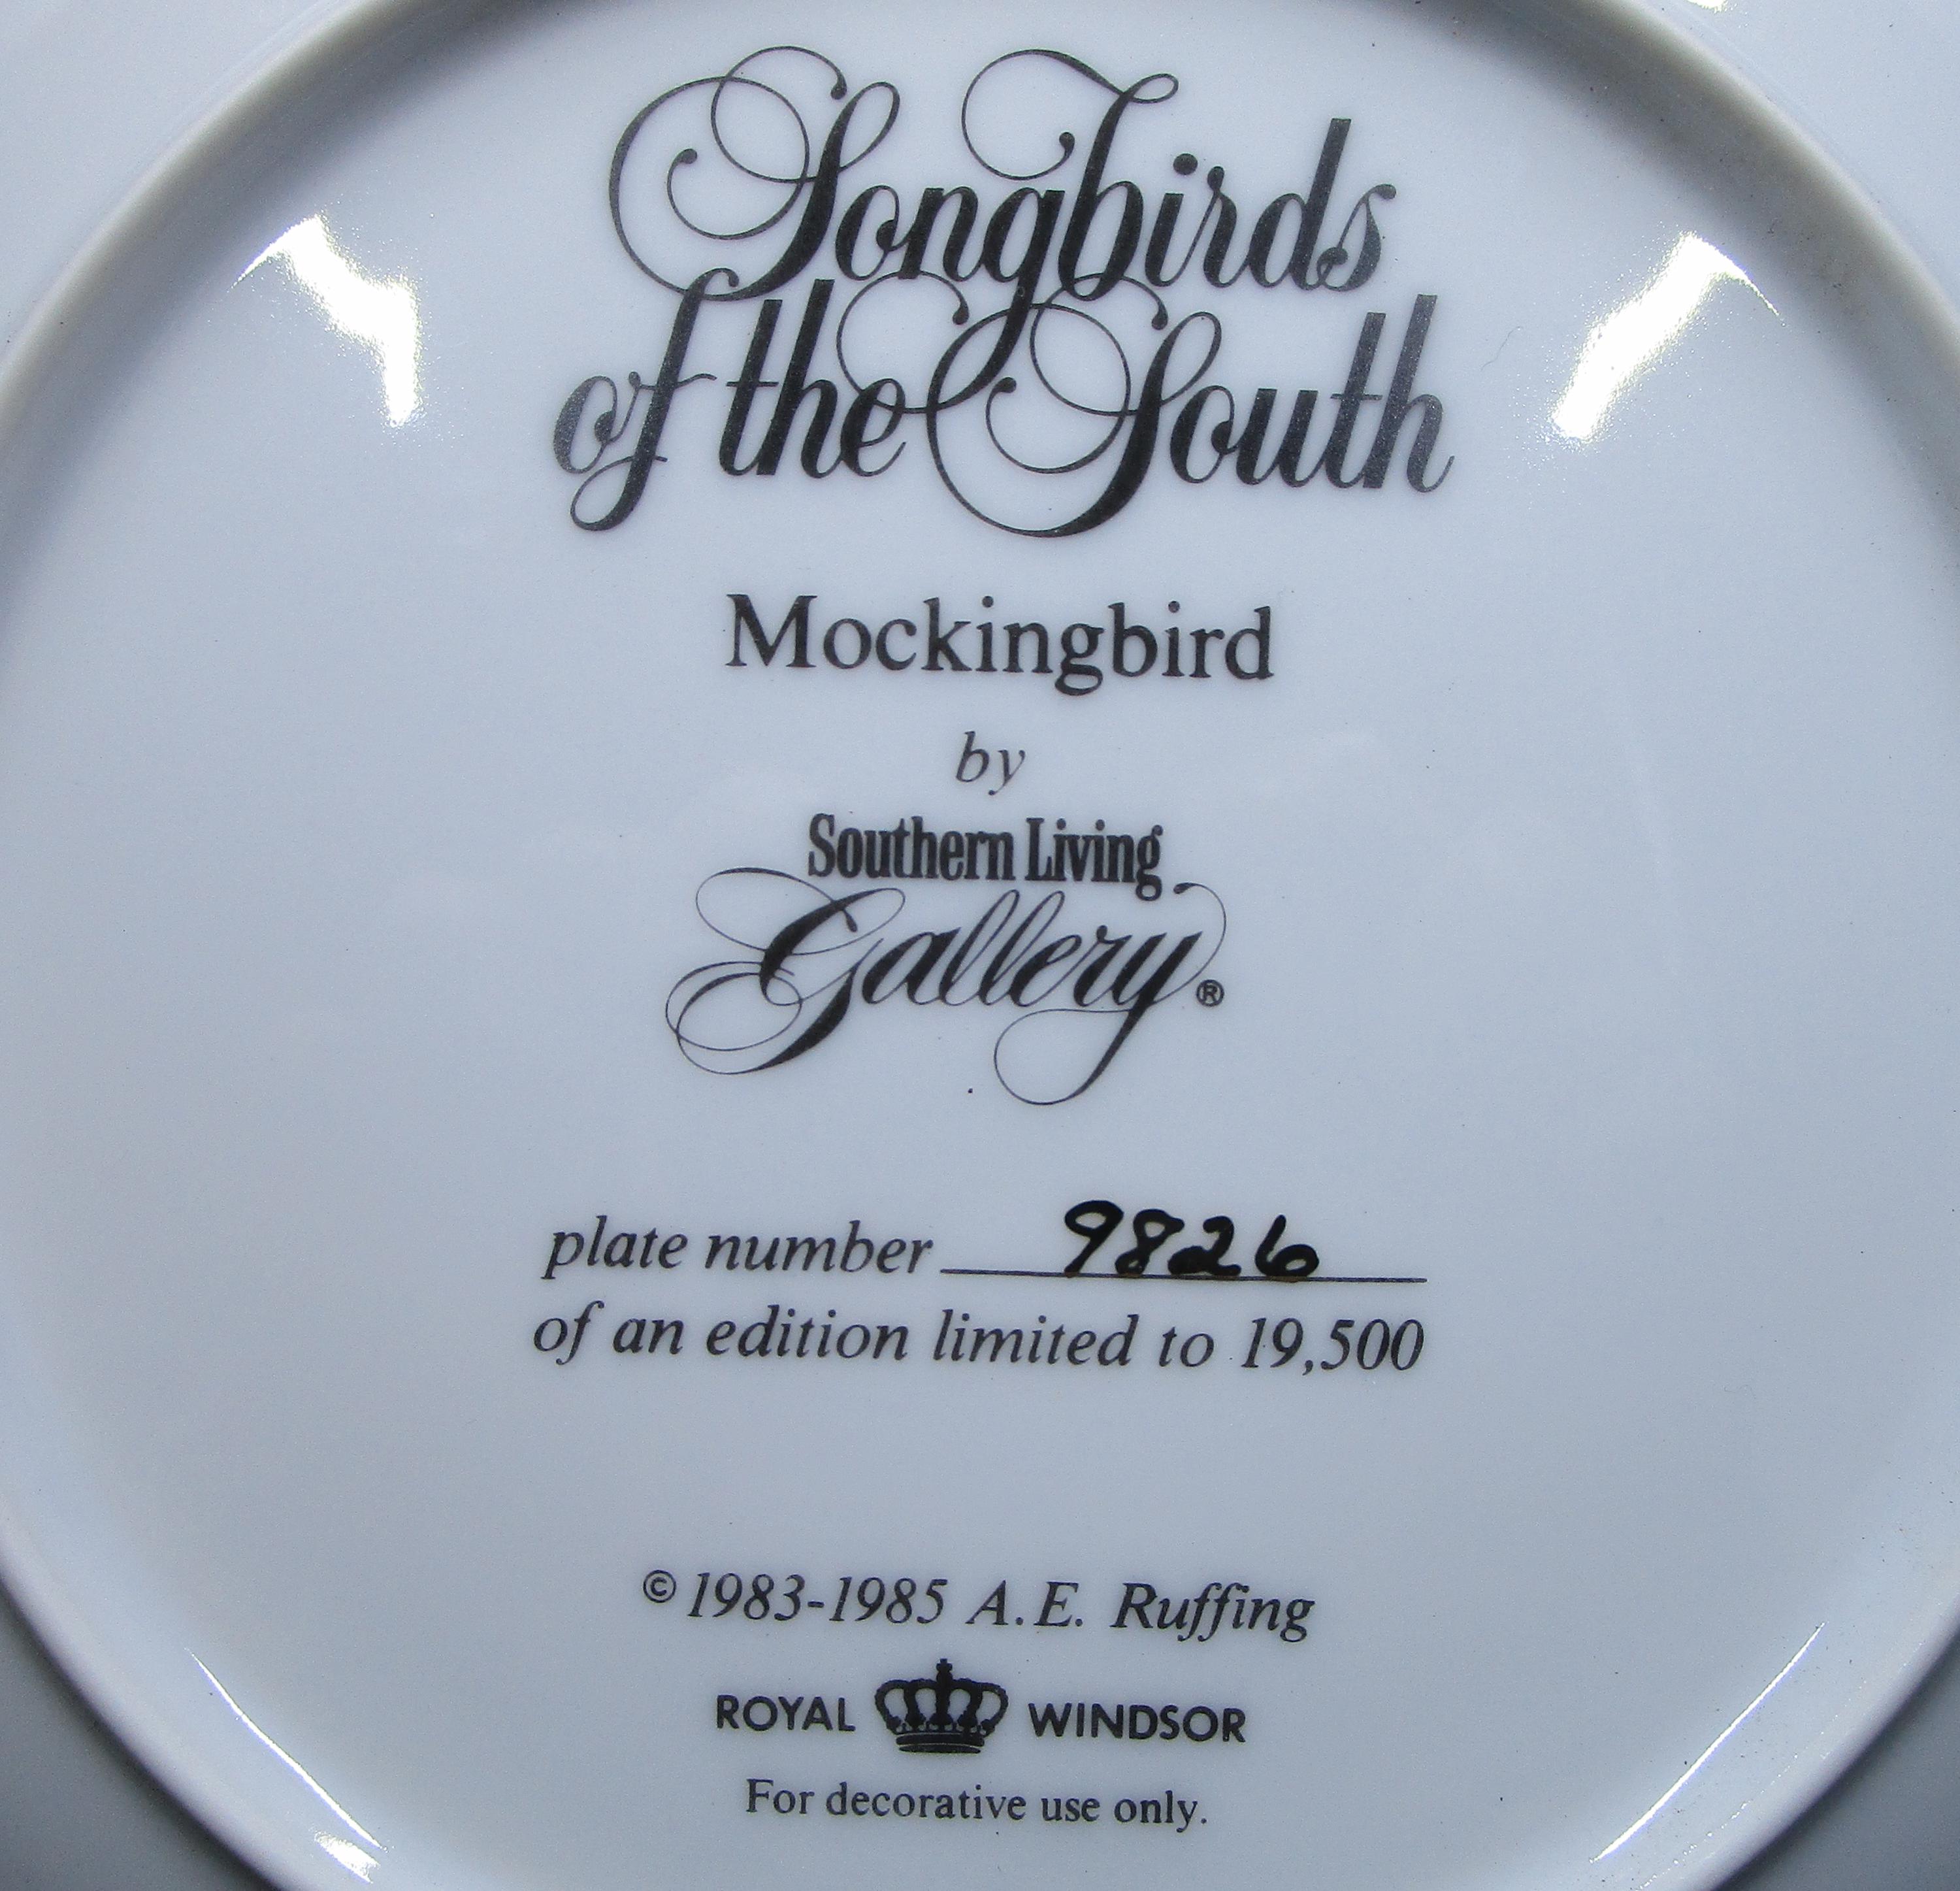 Songbirds
of the South
Mockingbird
by
Southern Living
Gallery®
plate number 9826
of an edition limited to 19,500
© 1983-1985 A.E. Ruffing
ROYAL WINDSOR
For decorative use only.